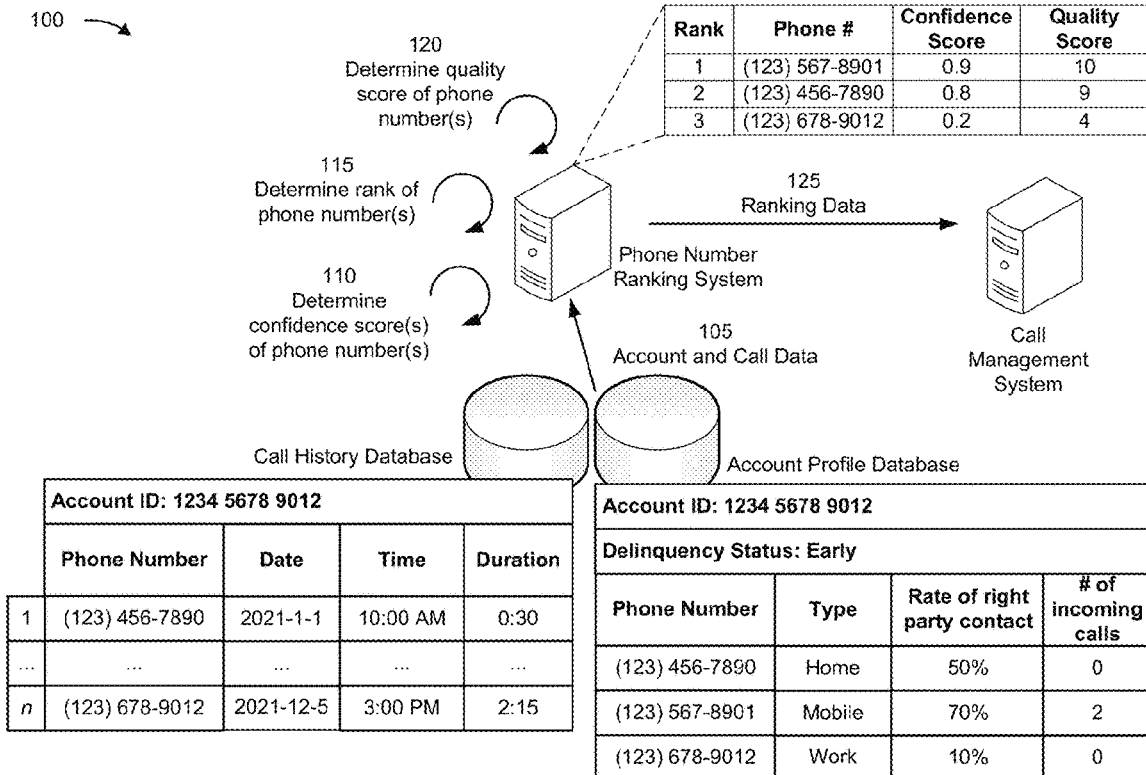 100
120
Determine quality
score of phone
number(s)
Rank Phone # Confidence Score Quality Score
1 (123) 567-8901 0.9 10
2 (123) 456-7890 0.8 9
3 (123) 678-9012 0.2 4
115
Determine rank of
phone number(s)
125
Ranking Data
Phone Number
Ranking System
110
Determine
confidence score(s)
of phone number(s)
105
Account and Call Data
Call
Management
System
Call History Database
Account Profile Database
Account ID: 1234 5678 9012
Phone Number Date Time Duration
1 (123) 456-7890 2021-1-1 10:00 AM 0:30
... ... ... ... ...
n (123) 678-9012 2021-12-5 3:00 PM 2:15
Account ID: 1234 5678 9012
Delinquency Status: Early
Phone Number Type Rate of right party contact # of incoming calls
(123) 456-7890 Home 50% 0
(123) 567-8901 Mobile 70% 2
(123) 678-9012 Work 10% 0